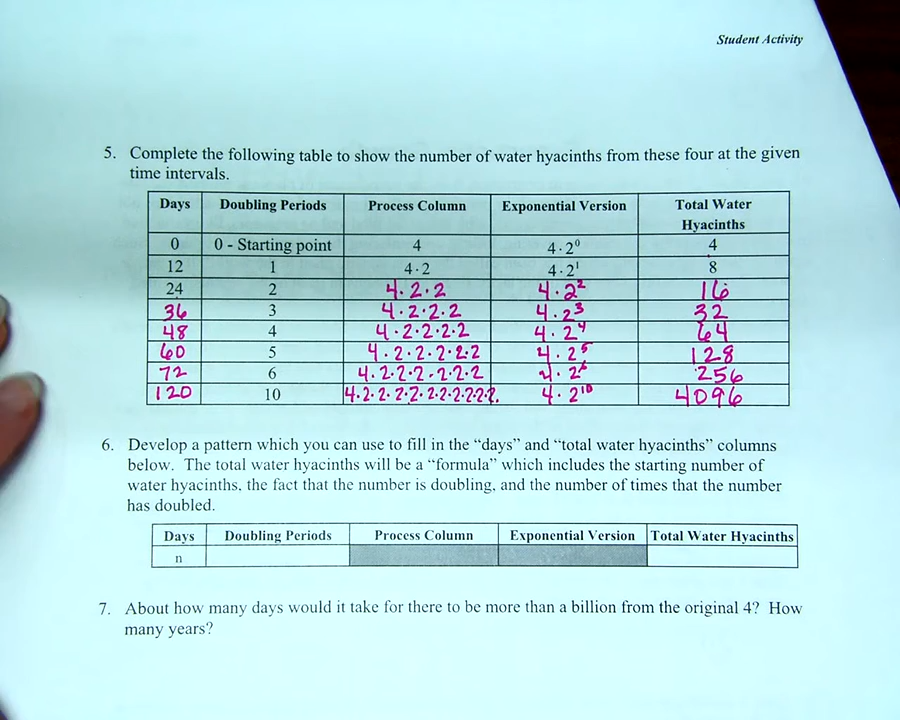 Student Activity
5. Complete the following table to show the number of water hyacinths from these four at the given
time intervals.
Days Doubling Periods Process Column Exponential Version Total Water
Hyacinths
0 0 - Starting point 4 4·2⁰ 4
12 1 4·2 4·2¹ 8
24 2 4·2·2 4·2² 16
36 3 4·2·2·2 4·2³ 32
48 4 4·2·2·2·2 4·2⁴ 64
60 5 4·2·2·2·2·2 4·2⁵ 128
72 6 4·2·2·2·2·2·2 4·2⁶ 256
120 10 4·2·2·2·2·2·2·2·2·2·2. 4·2¹⁰ 4096
6. Develop a pattern which you can use to fill in the “days” and “total water hyacinths” columns
below. The total water hyacinths will be a “formula” which includes the starting number of
water hyacinths, the fact that the number is doubling, and the number of times that the number
has doubled.
Days Doubling Periods Process Column Exponential Version Total Water Hyacinths
n
7. About how many days would it take for there to be more than a billion from the original 4? How
many years?